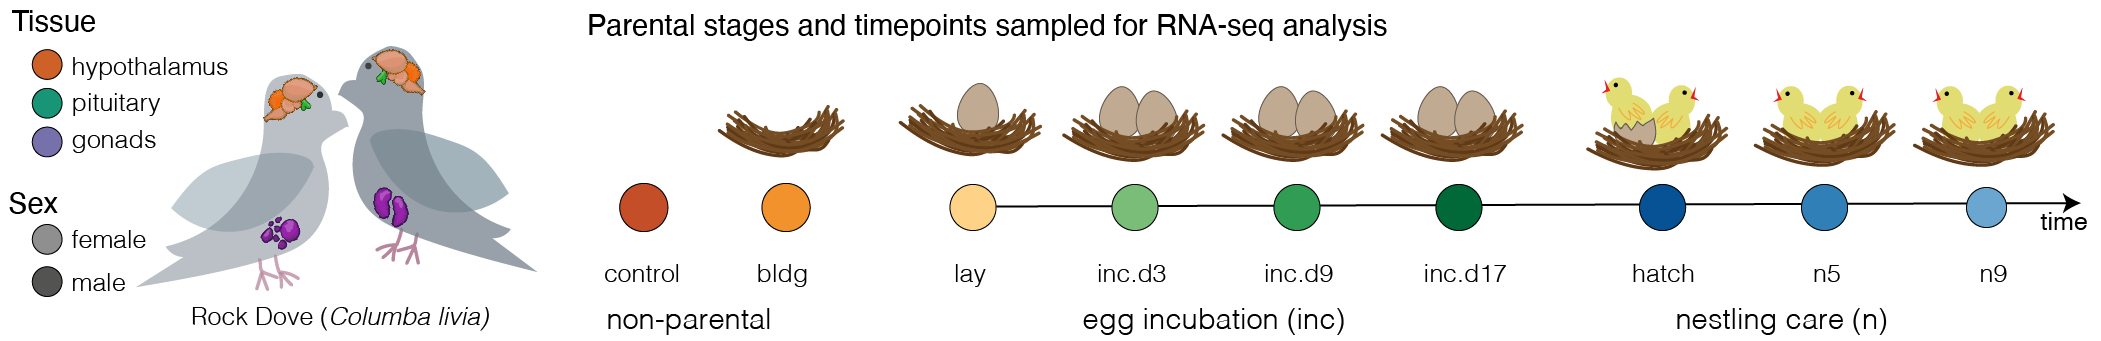 Tissue
hypothalamus
pituitary
gonads
Sex
female
male
Rock Dove (Columba livia)
Parental stages and timepoints sampled for RNA-seq analysis
time
control
bldg
lay
inc.d3
inc.d9
inc.d17
hatch
n5
n9
non-parental
egg incubation (inc)
nestling care (n)